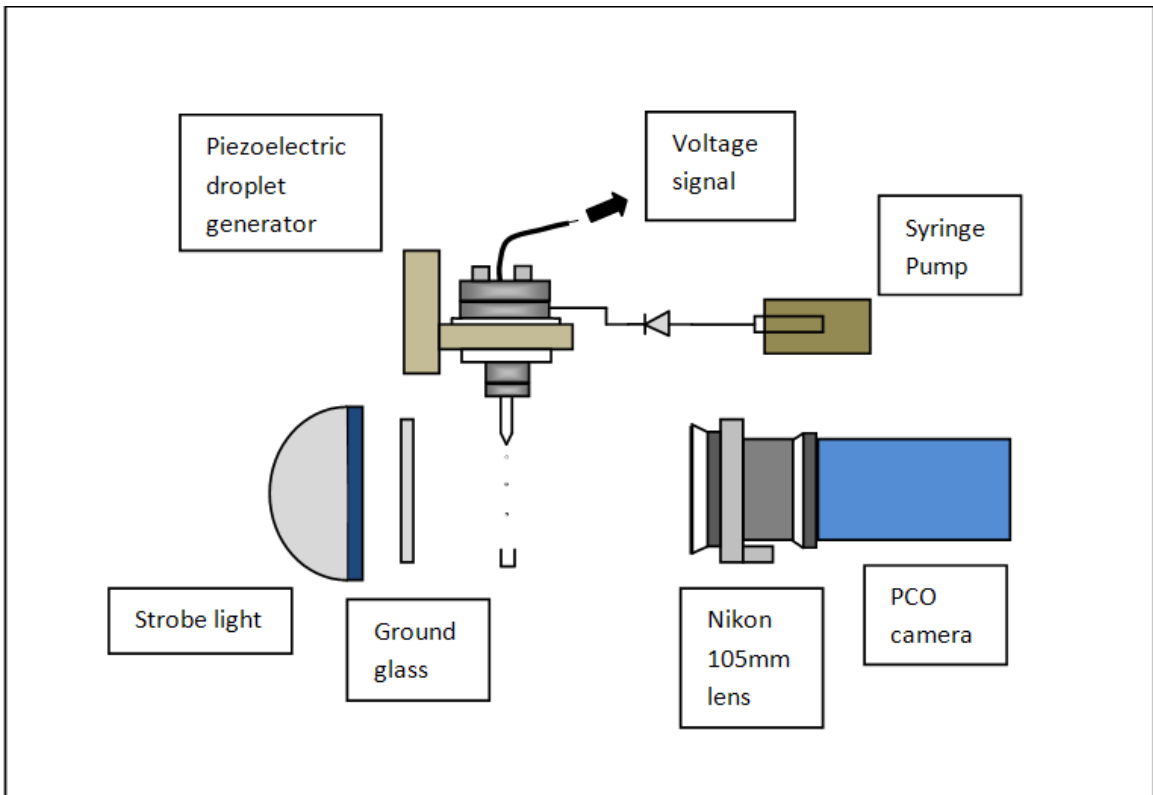 Piezoelectric
droplet
generator
Voltage
signal
Syringe
Pump
Strobe light
Ground
glass
Nikon
105mm
lens
PCO
camera